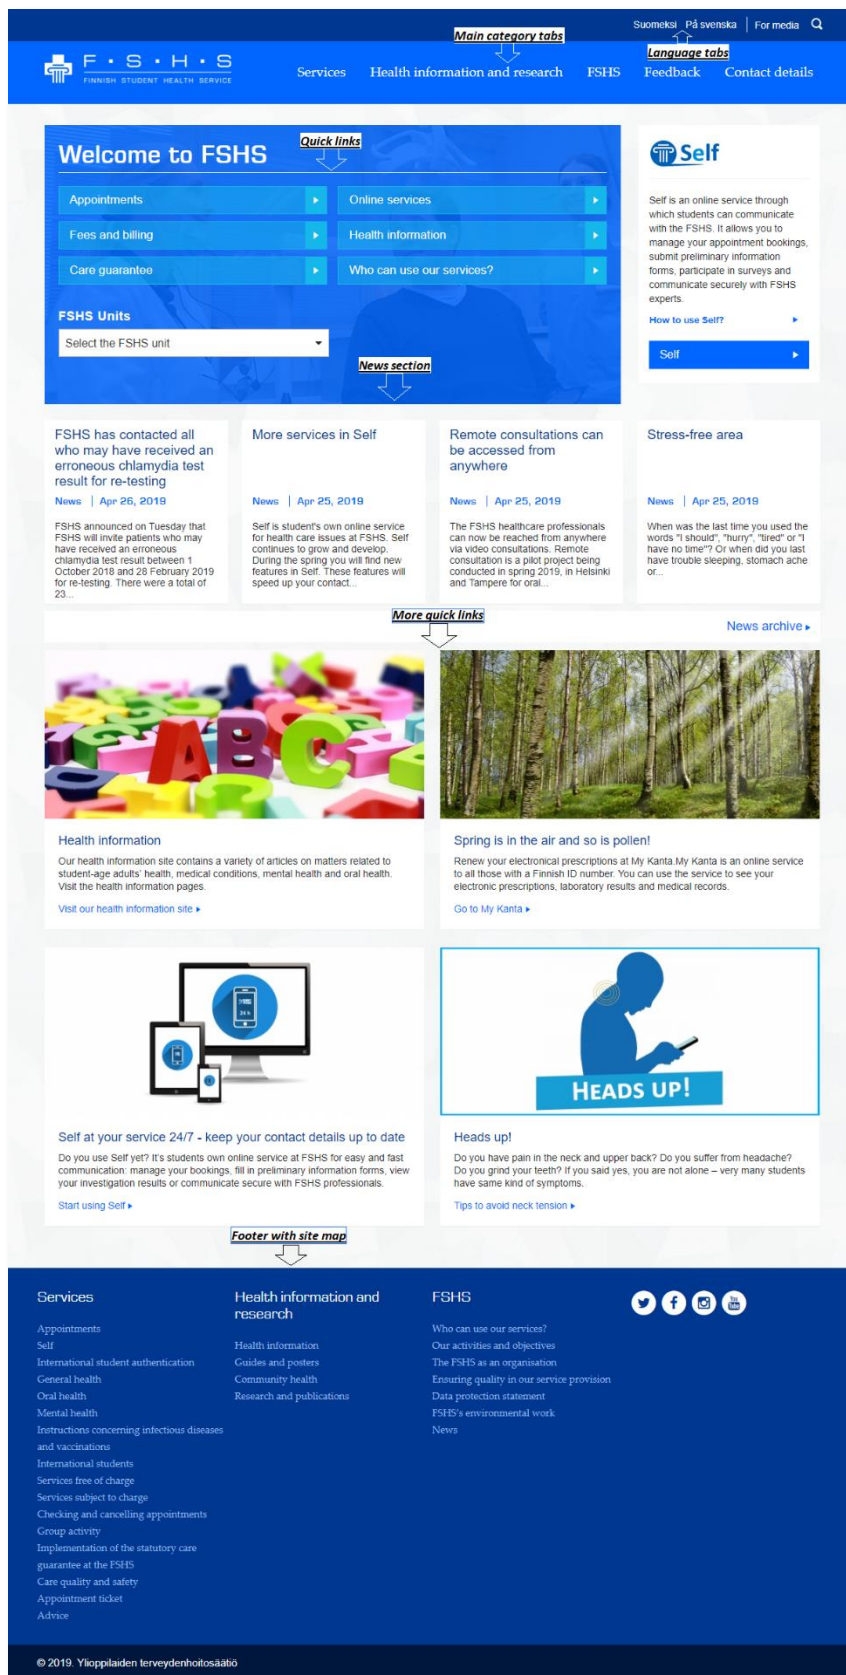 Suomeksi På svenska For media
Main category tabs
Language tabs
F·S·H·S
FINNISH STUDENT HEALTH SERVICE
Services Health information and research FSHS Feedback Contact details
Quick links
Welcome to FSHS
Appointments
Online services
Fees and billing
Health information
Care guarantee
Who can use our services?
FSHS Units
Select the FSHS unit
News section
Self
Self is an online service through
which students can communicate
with the FSHS. It allows you to
manage your appointment bookings,
submit preliminary information
forms, participate in surveys and
communicate securely with FSHS
experts.
How to use Self?
Self
FSHS has contacted all
who may have received an
erroneous chlamydia test
result for re-testing
News | Apr 26, 2019
FSHS announced on Tuesday that
FSHS will invite patients who may
have received an erroneous
chlamydia test result between 1
October 2018 and 28 February 2019
for re-testing. There were a total of
23...
More services in Self
News | Apr 25, 2019
Self is student's own online service
for health care issues at FSHS. Self
continues to grow and develop.
During the spring you will find new
features in Self. These features will
speed up your contact...
Remote consultations can
be accessed from
anywhere
News | Apr 25, 2019
The FSHS healthcare professionals
can now be reached from anywhere
via video consultations. Remote
consultation is a pilot project being
conducted in spring 2019, in Helsinki
and Tampere for oral...
Stress-free area
News | Apr 25, 2019
When was the last time you used the
words "I should", "hurry", "tired" or "I
have no time"? Or when did you last
have trouble sleeping, stomach ache
or...
More quick links
News archive
A B C
Health information
Our health information site contains a variety of articles on matters related to
student-age adults' health, medical conditions, mental health and oral health.
Visit the health information pages.
Visit our health information site
Spring is in the air and so is pollen!
Renew your electronical prescriptions at My Kanta.My Kanta is an online service
to all those with a Finnish ID number. You can use the service to see your
electronic prescriptions, laboratory results and medical records.
Go to My Kanta
24 h
Self at your service 24/7 - keep your contact details up to date
Do you use Self yet? It's students own online service at FSHS for easy and fast
communication: manage your bookings, fill in preliminary information forms, view
your investigation results or communicate secure with FSHS professionals.
Start using Self
HEADS UP!
Heads up!
Do you have pain in the neck and upper back? Do you suffer from headache?
Do you grind your teeth? If you said yes, you are not alone – very many students
have same kind of symptoms.
Tips to avoid neck tension
Footer with site map
Services
Appointments
Self
International student authentication
General health
Oral health
Mental health
Instructions concerning infectious diseases
and vaccinations
International students
Services free of charge
Services subject to charge
Checking and cancelling appointments
Group activity
Implementation of the statutory care
guarantee at the FSHS
Care quality and safety
Appointment ticket
Advice
Health information and
research
Health information
Guides and posters
Community health
Research and publications
FSHS
Who can use our services?
Our activities and objectives
The FSHS as an organisation
Ensuring quality in our service provision
Data protection statement
FSHS's environmental work
News
You
Tube
© 2019. Ylioppilaiden terveydenhoitosäätiö